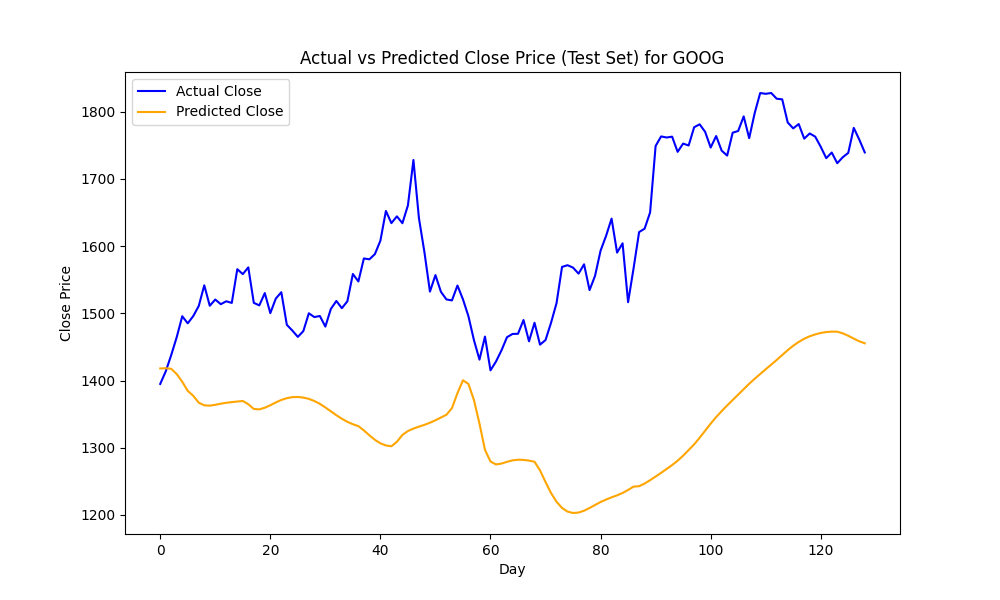 Actual vs Predicted Close Price (Test Set) for GOOG
Actual Close
Predicted Close
1800
1700
1600
1500
1400
1300
1200
Close Price
0 20 40 60 80 100 120
Day